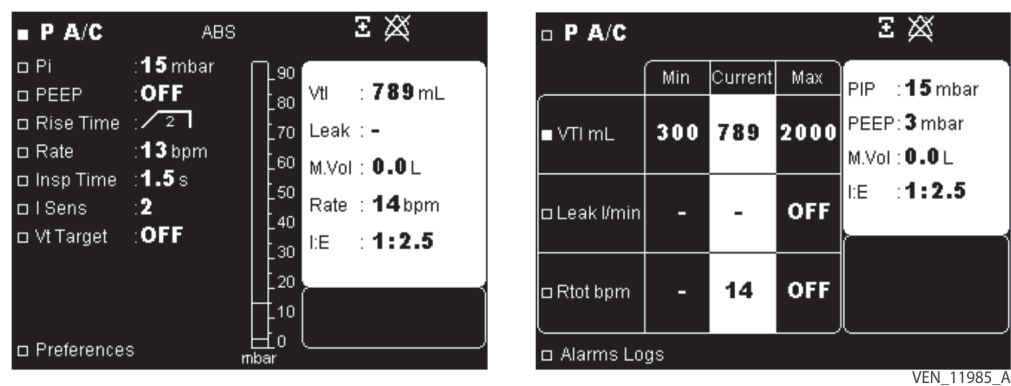 P A/C ABS
Pi :15 mbar
PEEP :OFF
Rise Time : 2
Rate :13 bpm
Insp Time :1.5 s
I Sens :2
Vt Target :OFF
Preferences
90
80
70
60
50
40
30
20
10
0
mbar
Vtl : 789 mL
Leak : -
M.Vol : 0.0 L
Rate : 14 bpm
I:E : 1:2.5
P A/C
Min Current Max
VTI mL 300 789 2000
Leak l/min - - OFF
Rtot bpm - 14 OFF
PIP : 15 mbar
PEEP: 3 mbar
M.Vol : 0.0 L
I:E : 1:2.5
Alarms Logs
VEN_11985_A